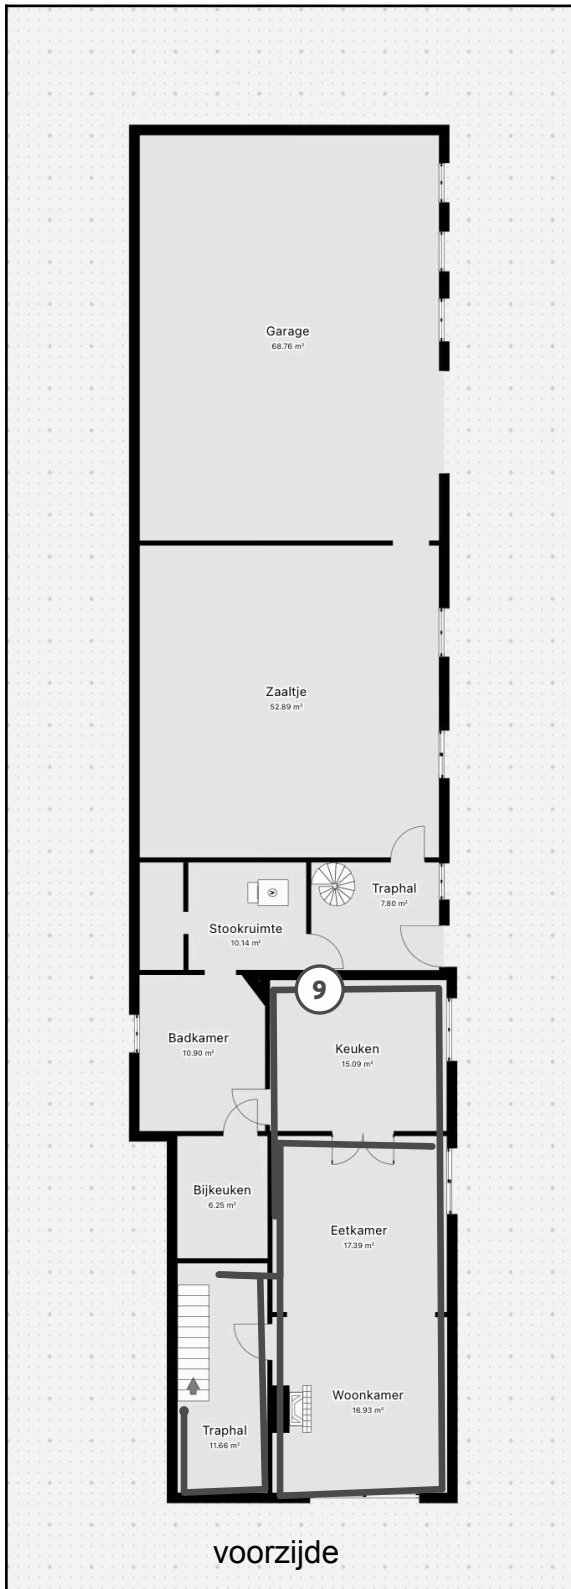 Garage
68.76 m²
Zaaltje
52.89 m²
Traphal
7.80 m²
Stookruimte
10.14 m²
9
Badkamer
10.90 m²
Keuken
15.09 m²
Bijkeuken
6.25 m²
Eetkamer
17.39 m²
Woonkamer
16.93 m²
Traphal
11.66 m²
voorzijde